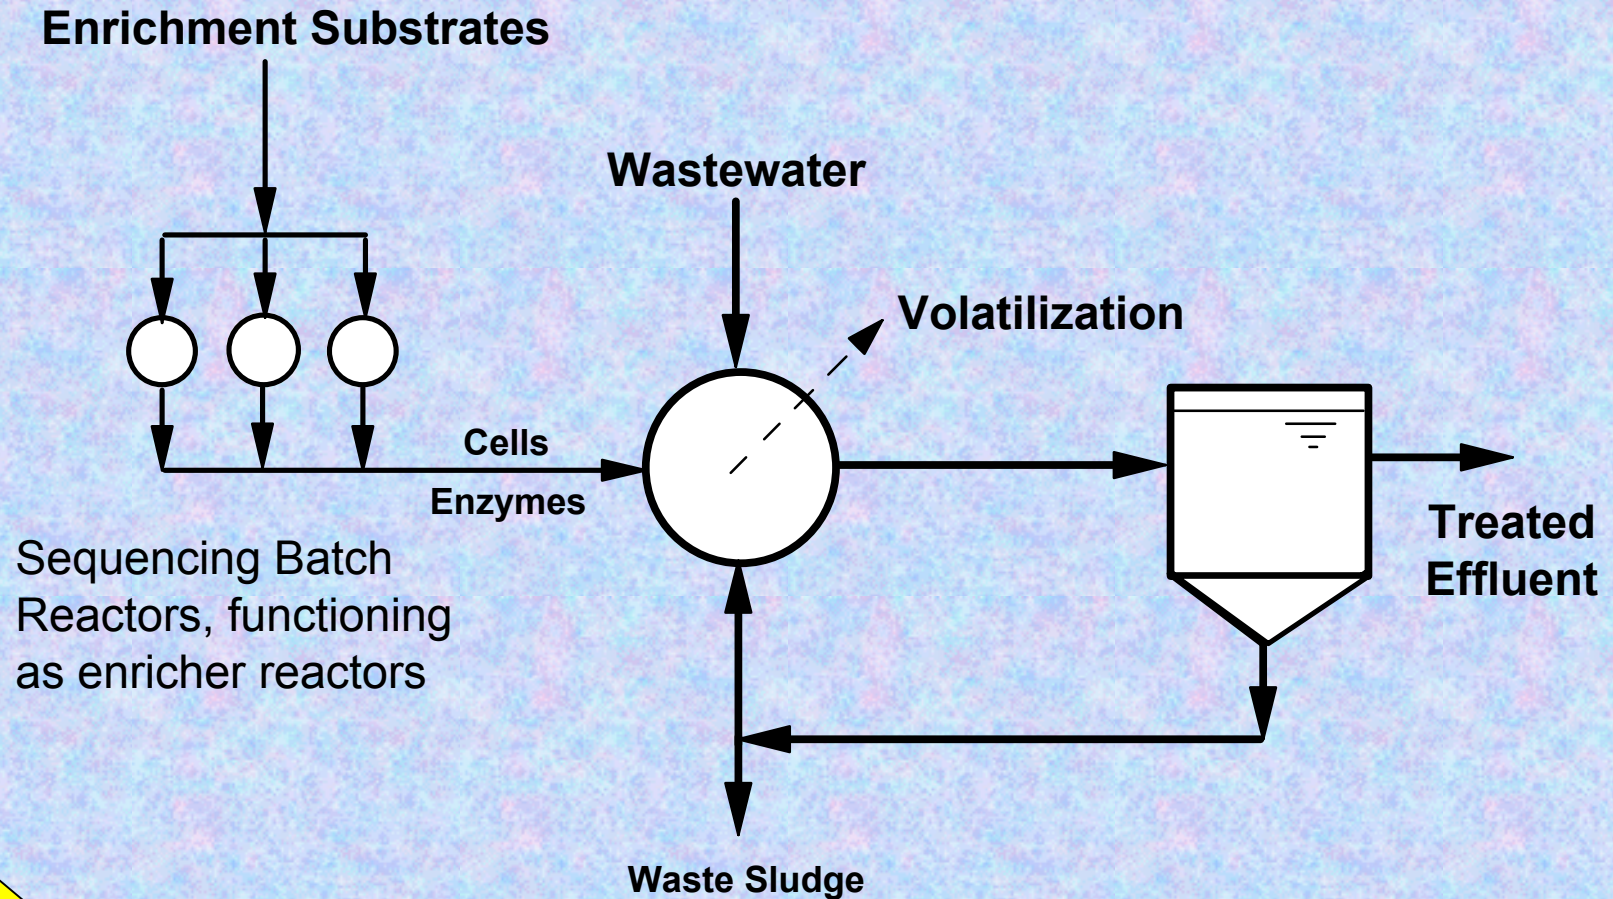 Enrichment Substrates
Wastewater
Volatilization
Cells
Enzymes
Sequencing Batch
Reactors, functioning
as enricher reactors
Treated
Effluent
Waste Sludge